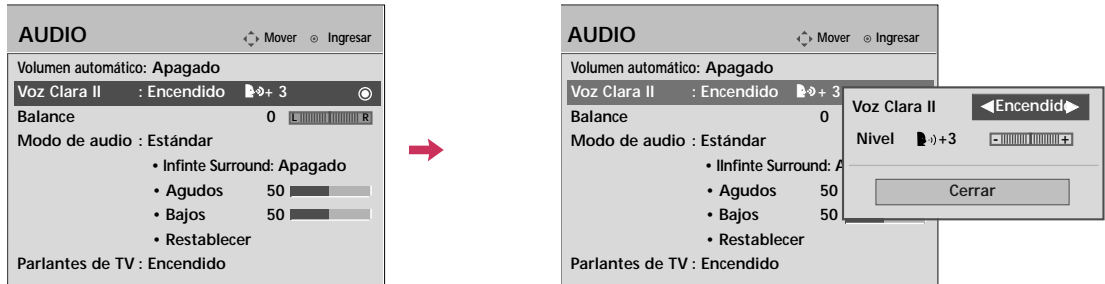 AUDIO
Mover Ingresar
Volumen automático: Apagado
Voz Clara II : Encendido + 3
Balance 0 L R
Modo de audio : Estándar
• Infinte Surround: Apagado
• Agudos 50
• Bajos 50
• Restablecer
Parlantes de TV : Encendido
AUDIO
Mover Ingresar
Volumen automático: Apagado
Voz Clara II : Encendido + 3
Balance 0
Modo de audio : Estándar
• IInfinte Surround: A
• Agudos 50
• Bajos 50
• Restablecer
Parlantes de TV : Encendido
Voz Clara II ◀Encendid▶
Nivel +3 - +
Cerrar